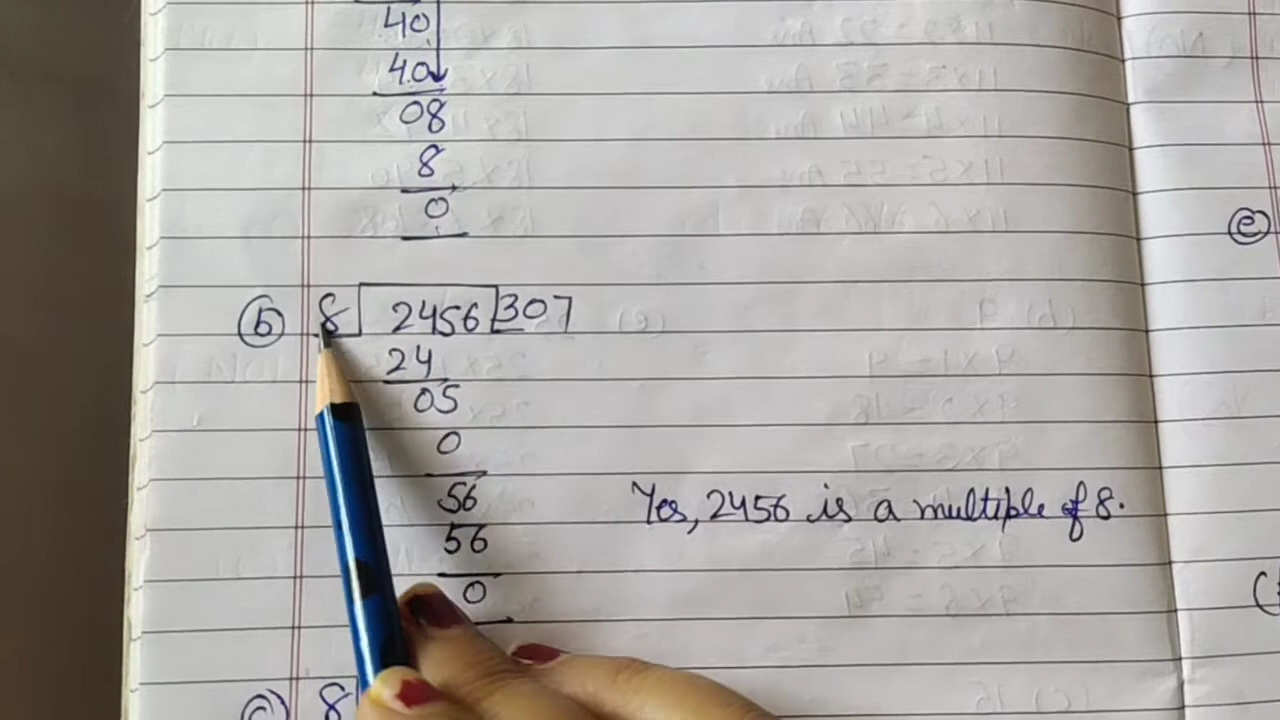 40
40
08
8
0
(e)
(b) 8 2456 307
24
05
0
56
Yes, 2456 is a multiple of 8.
56
0
(c) 8